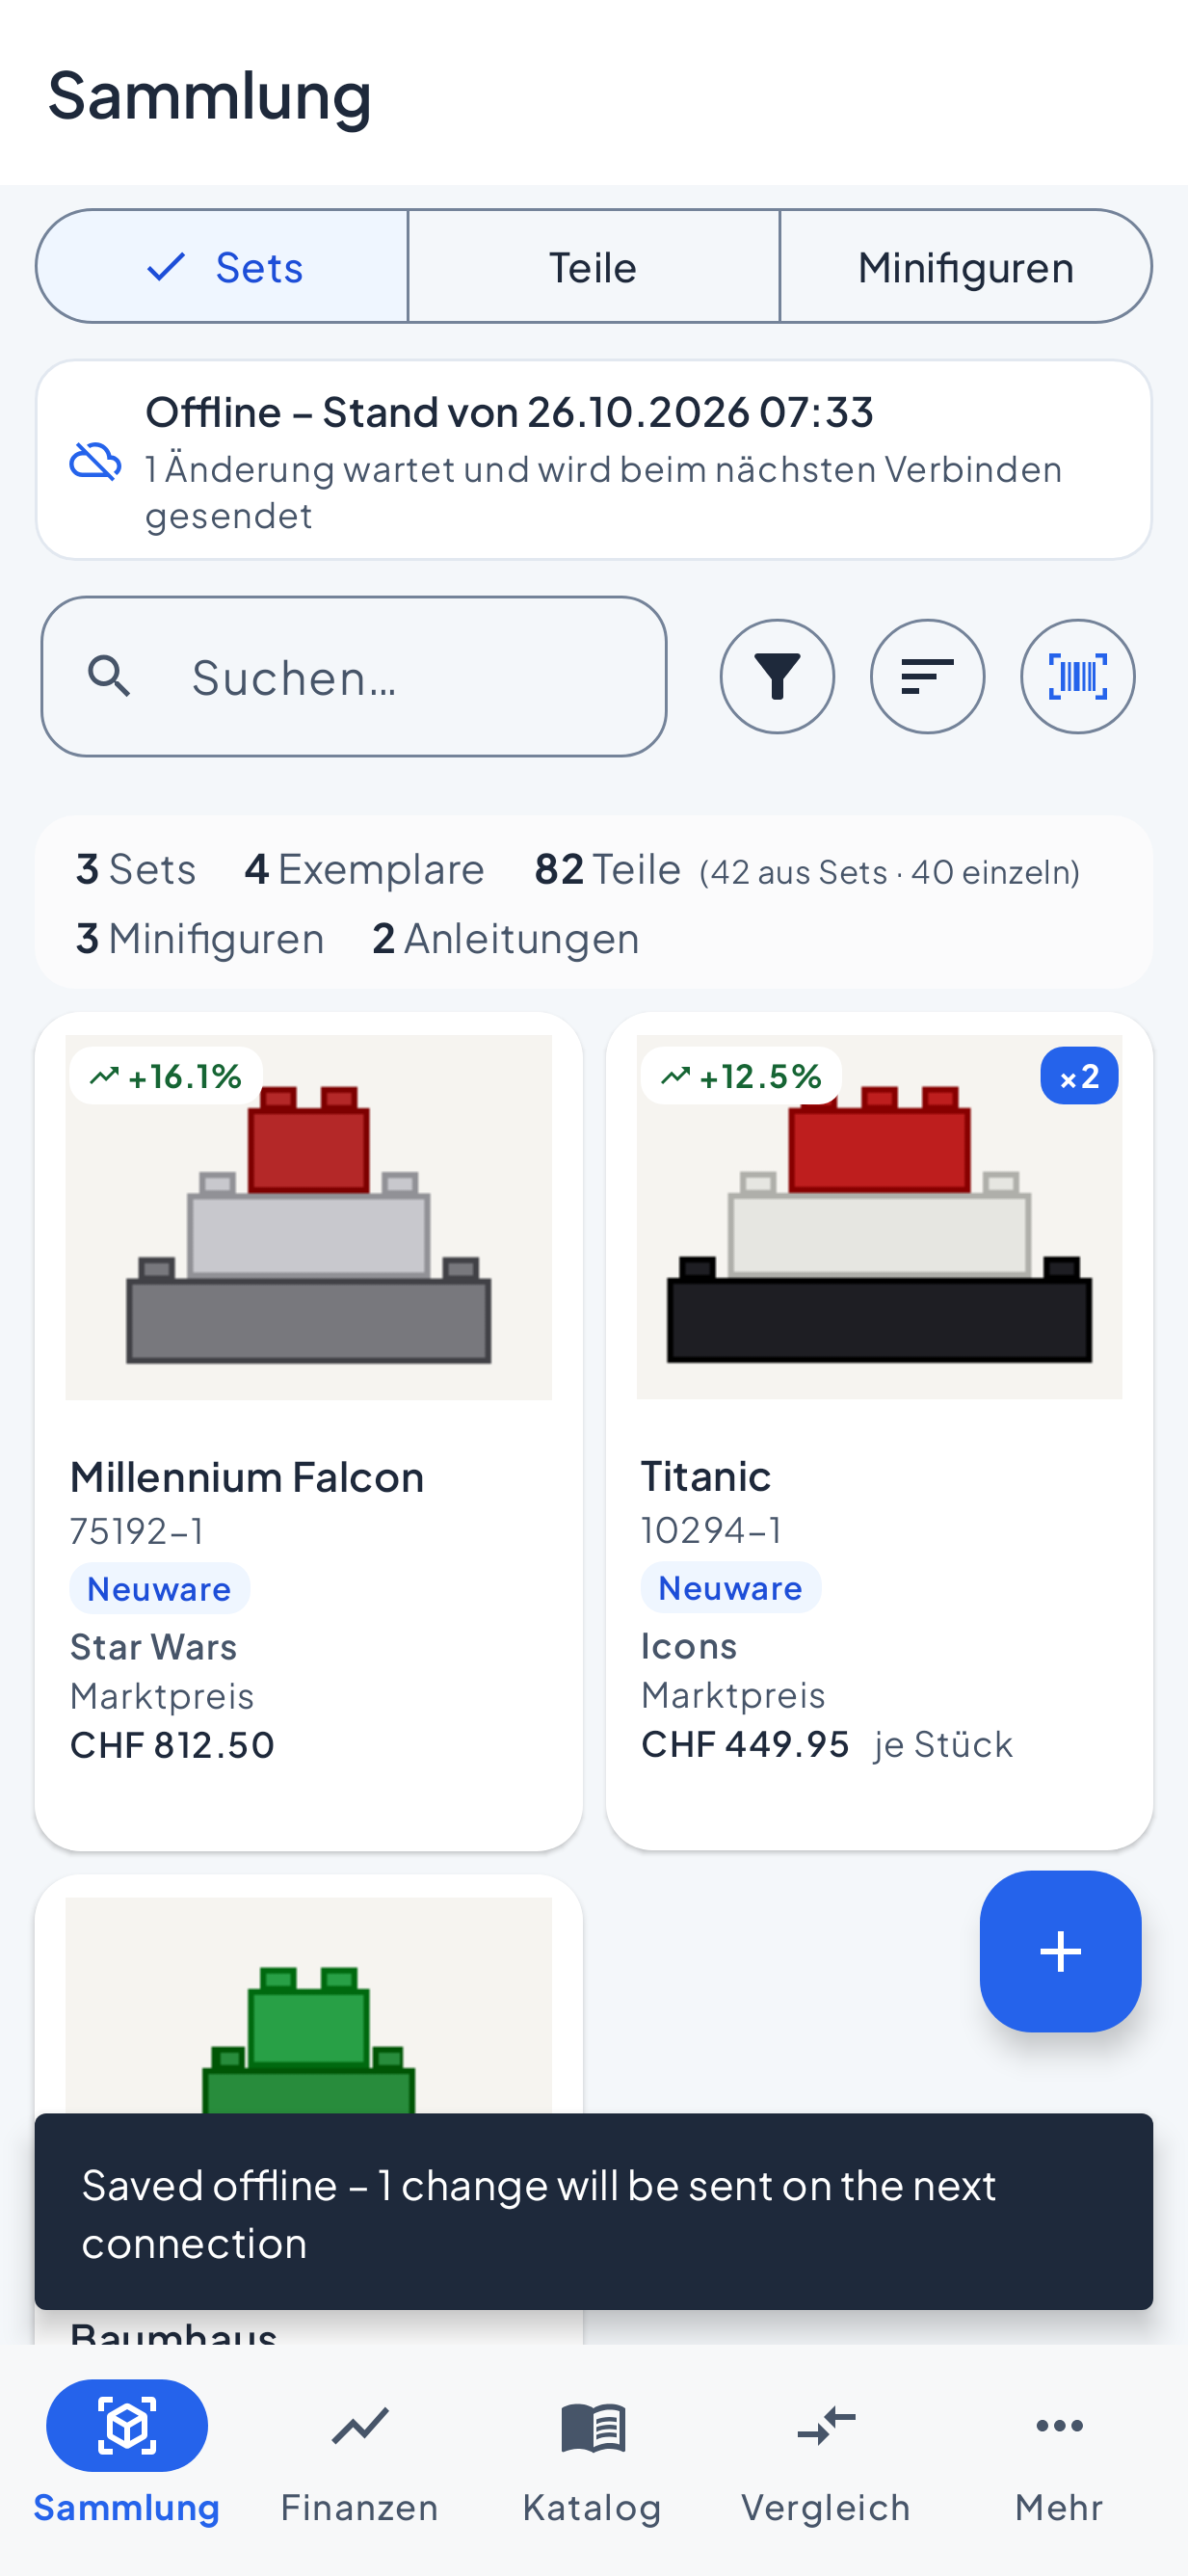 Sammlung
Sets
Teile
Minifiguren
Offline – Stand von 26.10.2026 07:33
1 Änderung wartet und wird beim nächsten Verbinden
gesendet
Suchen…
3 Sets 4 Exemplare 82 Teile (42 aus Sets · 40 einzeln)
3 Minifiguren 2 Anleitungen
+16.1%
Millennium Falcon
75192-1
Neuware
Star Wars
Marktpreis
CHF 812.50
+12.5%
×2
Titanic
10294-1
Neuware
Icons
Marktpreis
CHF 449.95 je Stück
Saved offline – 1 change will be sent on the next
connection
Baumhaus
Sammlung
Finanzen
Katalog
Vergleich
Mehr